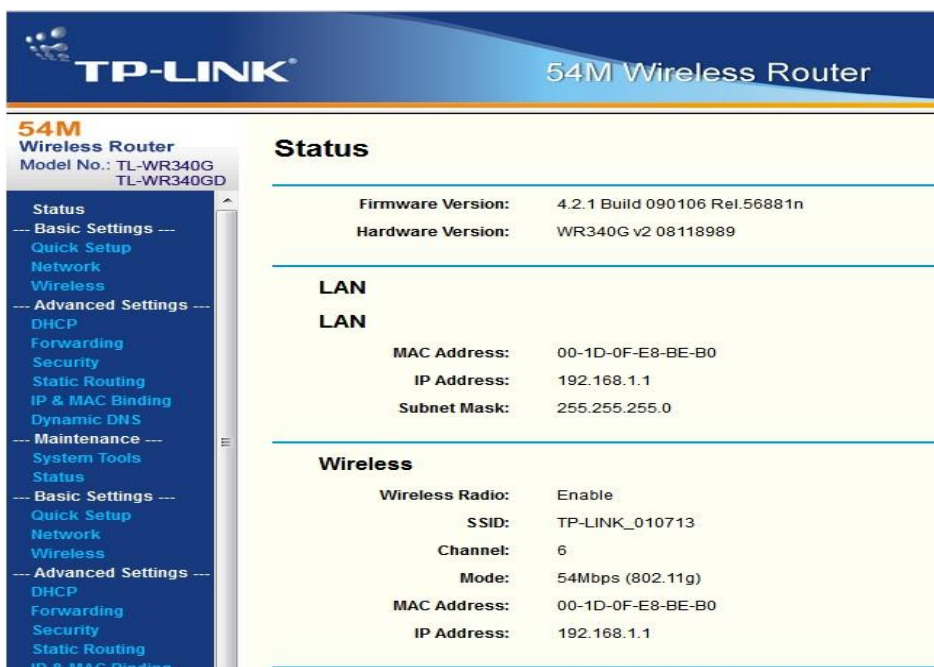 TP-LINK®
54M Wireless Router
54M
Wireless Router
Model No.: TL-WR340G
TL-WR340GD
Status
--- Basic Settings ---
Quick Setup
Network
Wireless
--- Advanced Settings ---
DHCP
Forwarding
Security
Static Routing
IP & MAC Binding
Dynamic DNS
--- Maintenance ---
System Tools
Status
--- Basic Settings ---
Quick Setup
Network
Wireless
--- Advanced Settings ---
DHCP
Forwarding
Security
Static Routing
IP & MAC Binding
Status
Firmware Version: 4.2.1 Build 090106 Rel.56881n
Hardware Version: WR340G v2 08118989
LAN
LAN
MAC Address: 00-1D-0F-E8-BE-B0
IP Address: 192.168.1.1
Subnet Mask: 255.255.255.0
Wireless
Wireless Radio: Enable
SSID: TP-LINK_010713
Channel: 6
Mode: 54Mbps (802.11g)
MAC Address: 00-1D-0F-E8-BE-B0
IP Address: 192.168.1.1